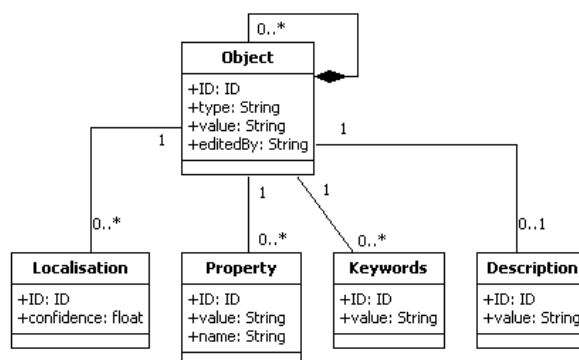 0..*
Object
+ID: ID
+type: String
+value: String
+editedBy: String
1
1
1
1
1
0..*
0..*
0..*
0..1
Localisation
+ID: ID
+confidence: float
Property
+ID: ID
+value: String
+name: String
Keywords
+ID: ID
+value: String
Description
+ID: ID
+value: String